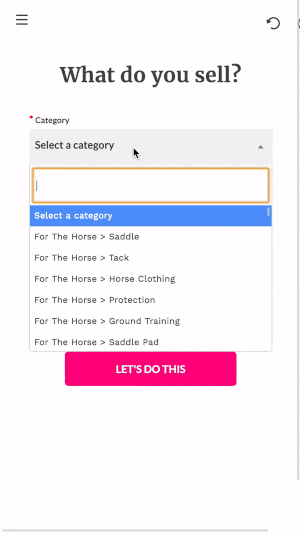 What do you sell?
* Category
Select a category
Select a category
For The Horse > Saddle
For The Horse > Tack
For The Horse > Horse Clothing
For The Horse > Protection
For The Horse > Ground Training
For The Horse > Saddle Pad
LET'S DO THIS